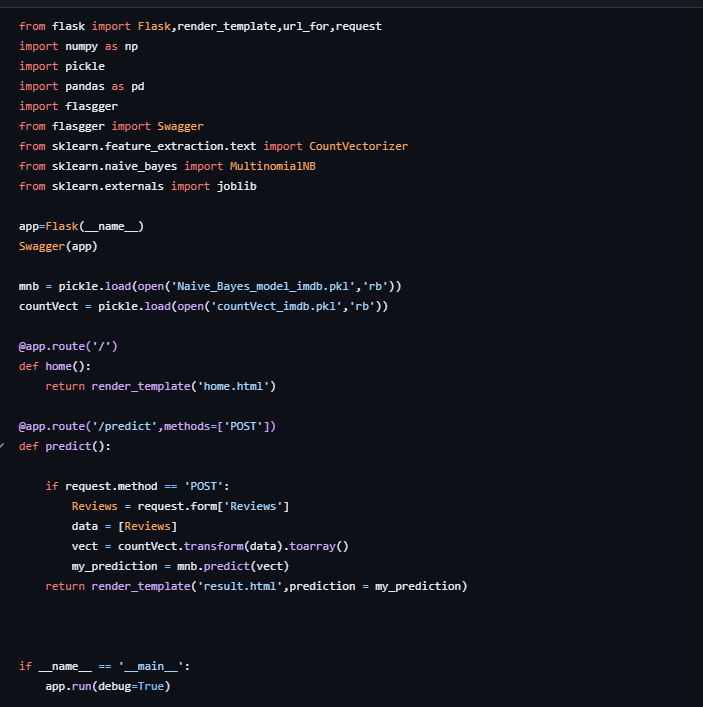 from flask import Flask,render_template,url_for,request
import numpy as np
import pickle
import pandas as pd
import flasgger
from flasgger import Swagger
from sklearn.feature_extraction.text import CountVectorizer
from sklearn.naive_bayes import MultinomialNB
from sklearn.externals import joblib
app=Flask(__name__)
Swagger(app)
mnb = pickle.load(open('Naive_Bayes_model_imdb.pkl','rb'))
countVect = pickle.load(open('countVect_imdb.pkl','rb'))
@app.route('/')
def home():
    return render_template('home.html')
@app.route('/predict',methods=['POST'])
def predict():
    if request.method == 'POST':
        Reviews = request.form['Reviews']
        data = [Reviews]
        vect = countVect.transform(data).toarray()
        my_prediction = mnb.predict(vect)
    return render_template('result.html',prediction = my_prediction)
if __name__ == '__main__':
    app.run(debug=True)